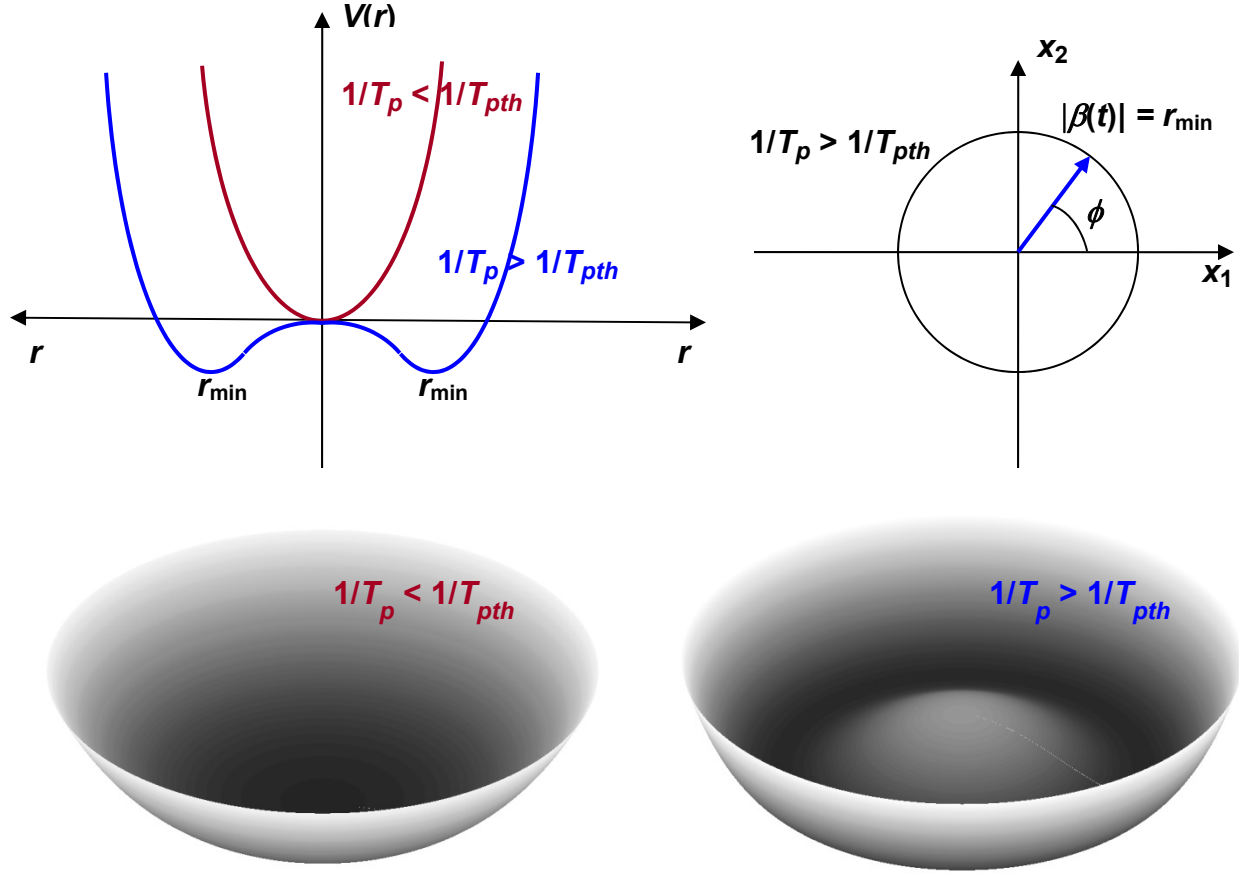 V(r)
1/Tp < 1/Tpth
1/Tp > 1/Tpth
r
r
rmin
rmin
x2
|β(t)| = rmin
1/Tp > 1/Tpth
ϕ
x1
1/Tp < 1/Tpth
1/Tp > 1/Tpth